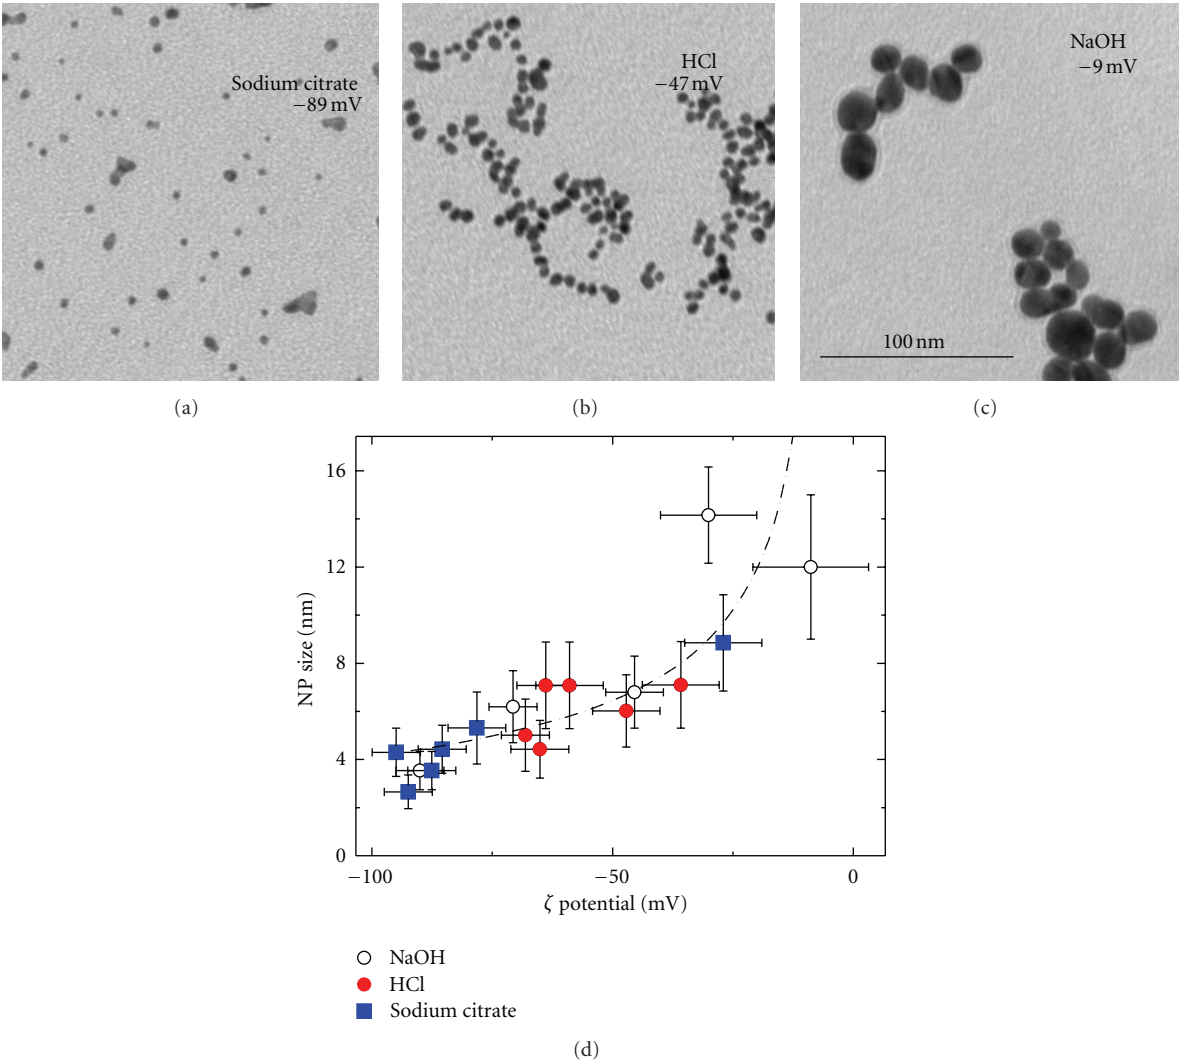 Sodium citrate
−89 mV
HCl
−47 mV
NaOH
−9 mV
100 nm
(a)
(b)
(c)
16
12
8
4
0
NP size (nm)
−100
−50
0
ζ potential (mV)
NaOH
HCl
Sodium citrate
(d)